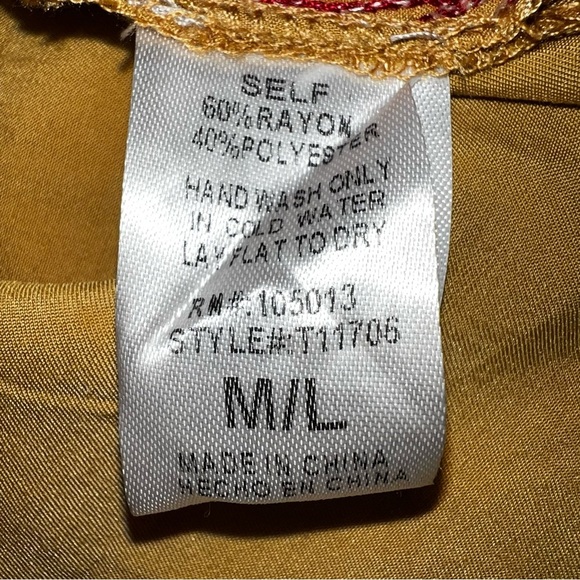 SELF
60%RAYON
40%POLYESTER
HAND WASH ONLY
IN COLD WATER
LAY FLAT TO DRY
RM#:105013
STYLE#:T11706
M/L
MADE IN CHINA
HECHO EN CHINA